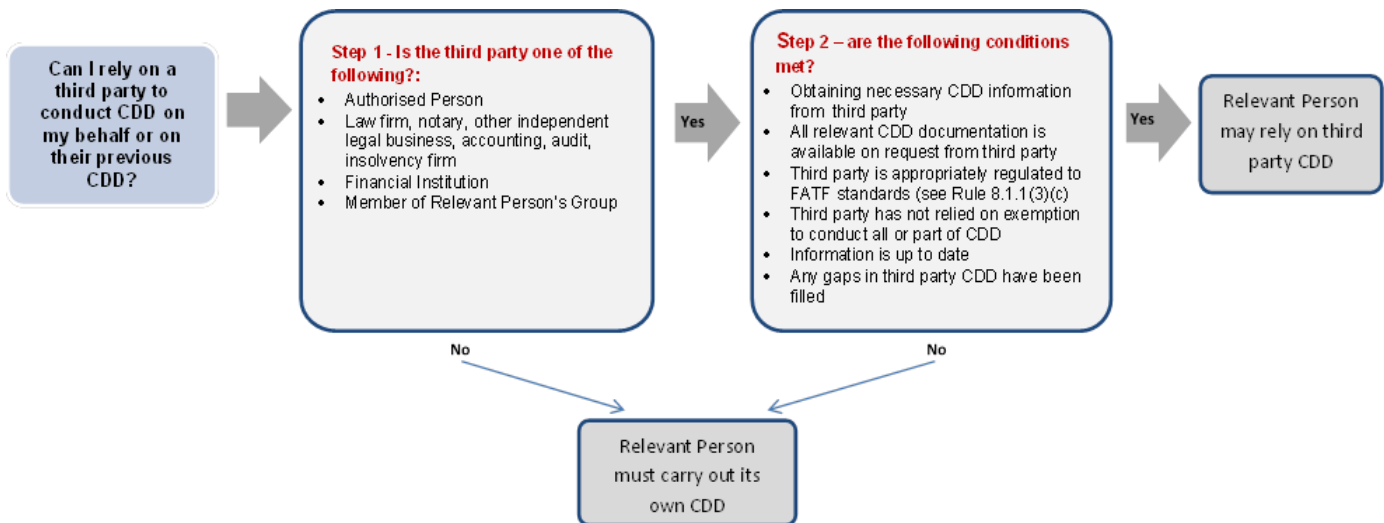 Can I rely on a
third party to
conduct CDD on
my behalf or on
their previous
CDD?
Step 1 - Is the third party one of the
following?:
• Authorised Person
• Law firm, notary, other independent
legal business, accounting, audit,
insolvency firm
• Financial Institution
• Member of Relevant Person's Group
Yes
Step 2 – are the following conditions
met?
• Obtaining necessary CDD information
from third party
• All relevant CDD documentation is
available on request from third party
• Third party is appropriately regulated to
FATF standards (see Rule 8.1.1(3)(c)
• Third party has not relied on exemption
to conduct all or part of CDD
• Information is up to date
• Any gaps in third party CDD have been
filled
Yes
Relevant Person
may rely on third
party CDD
No
No
Relevant Person
must carry out its
own CDD